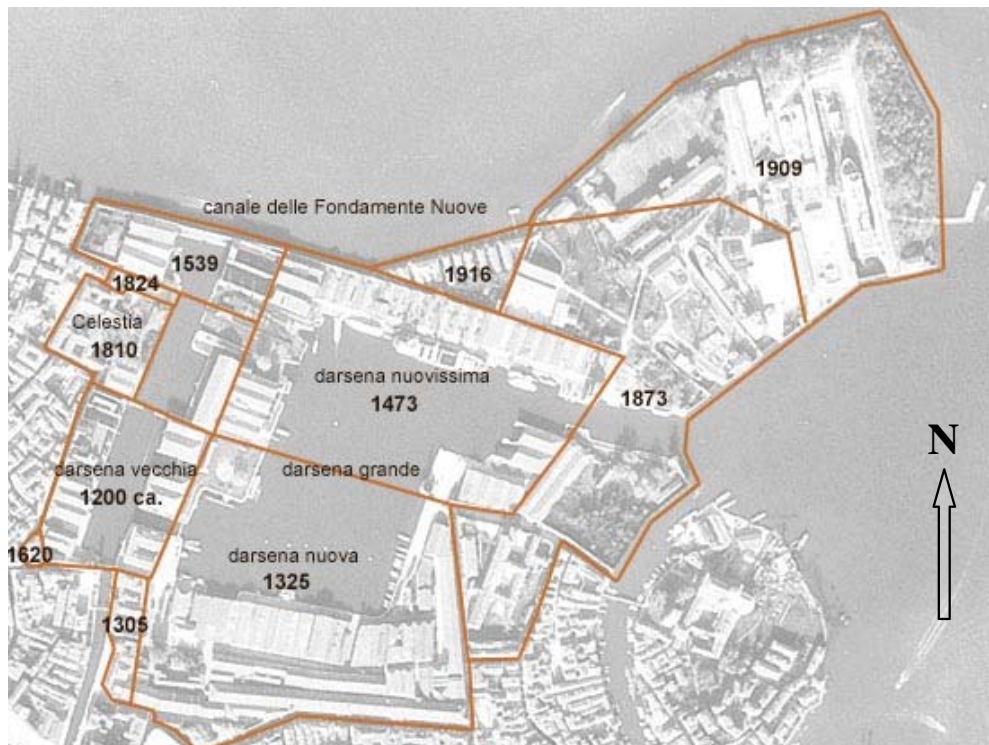 1909
canale delle Fondamente Nuove
1539
1916
1824
Celestia
1810
darsena nuovissima
1473
1873
N
darsena vecchia
1200 ca.
darsena grande
1620
darsena nuova
1325
1305